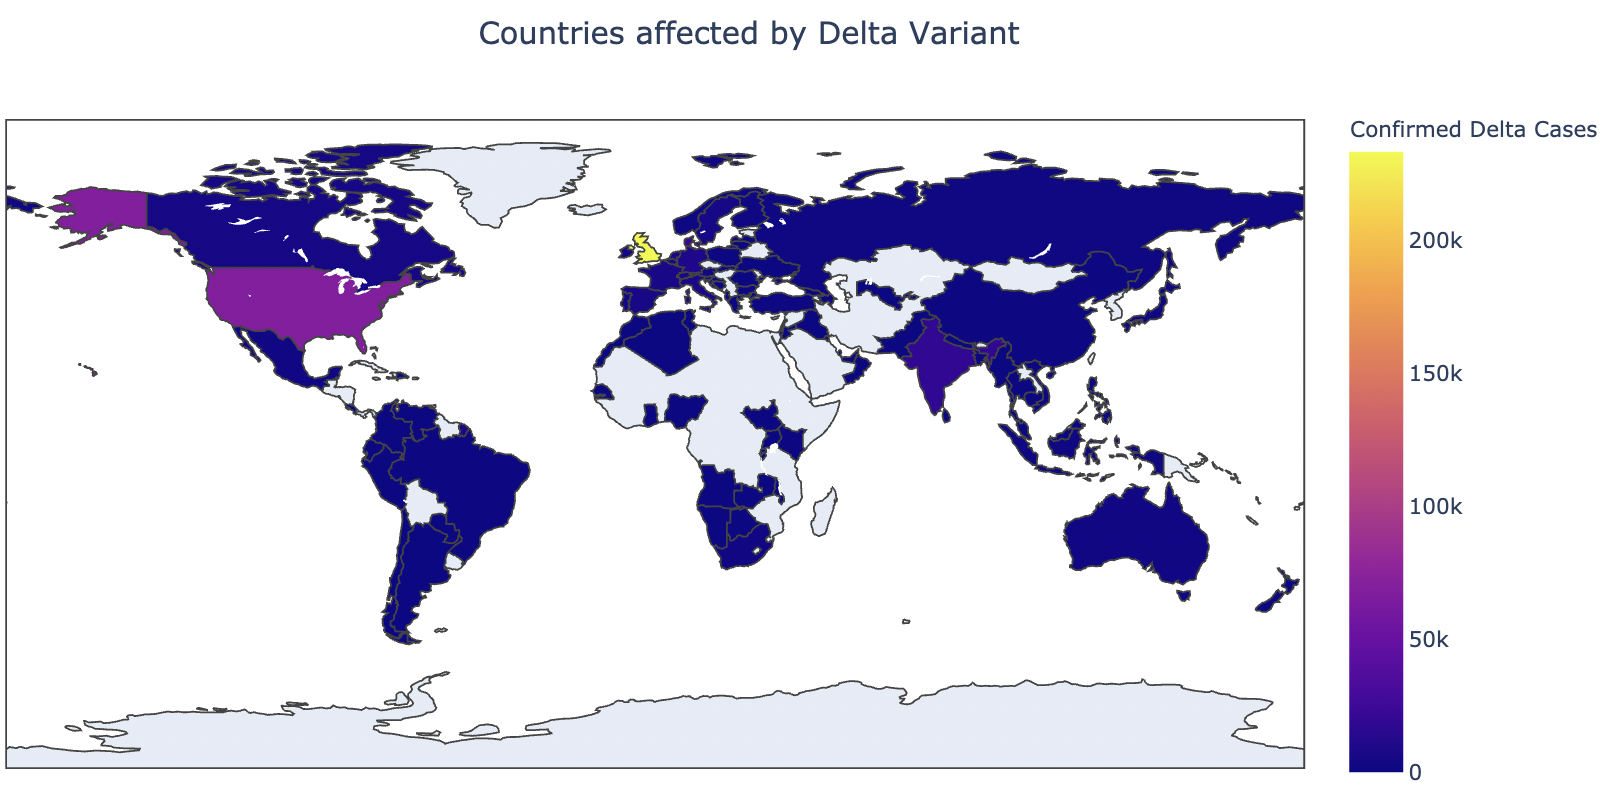 Countries affected by Delta Variant
Confirmed Delta Cases
200k
150k
100k
50k
0